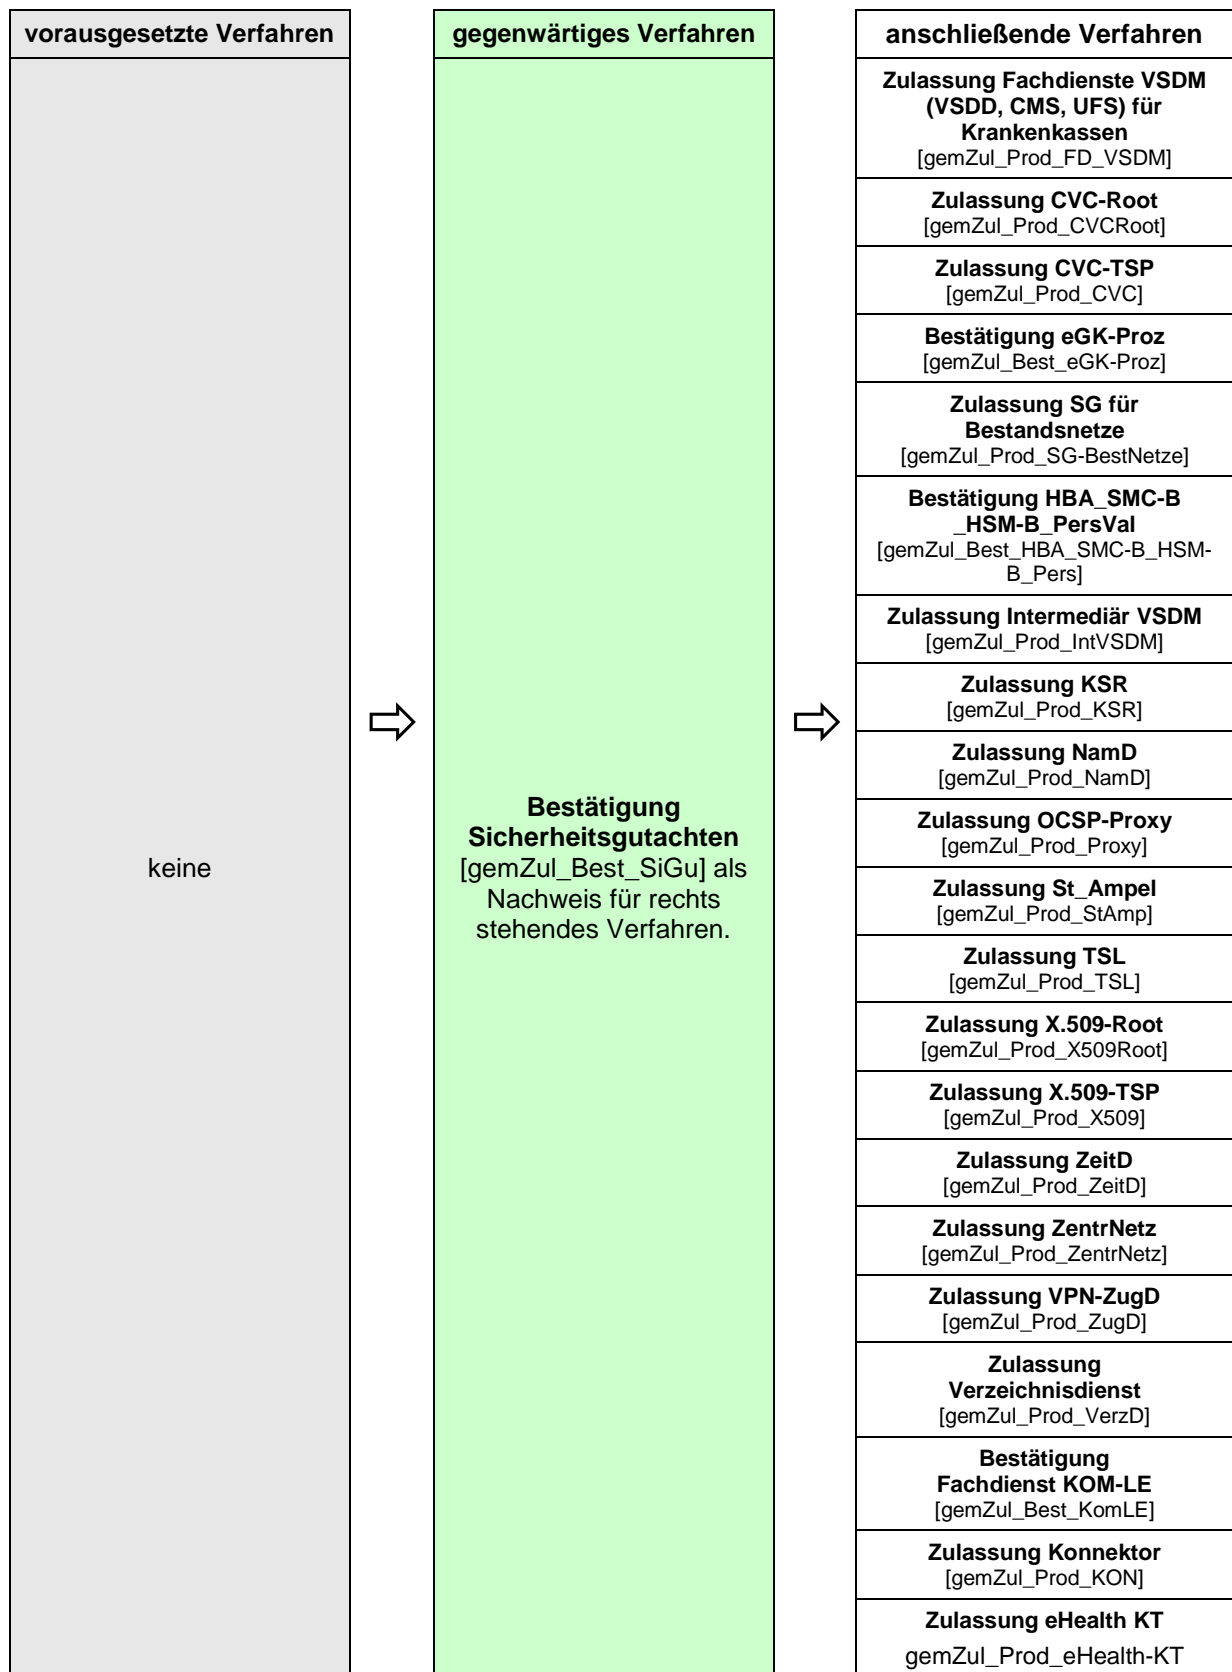 vorausgesetzte Verfahren
keine
gegenwärtiges Verfahren
Bestätigung
Sicherheitsgutachten
[gemZul_Best_SiGu] als
Nachweis für rechts
stehendes Verfahren.
anschließende Verfahren
Zulassung Fachdienste VSDM
(VSDD, CMS, UFS) für
Krankenkassen
[gemZul_Prod_FD_VSDM]
Zulassung CVC-Root
[gemZul_Prod_CVCRoot]
Zulassung CVC-TSP
[gemZul_Prod_CVC]
Bestätigung eGK-Proz
[gemZul_Best_eGK-Proz]
Zulassung SG für
Bestandsnetze
[gemZul_Prod_SG-BestNetze]
Bestätigung HBA_SMC-B
_HSM-B_PersVal
[gemZul_Best_HBA_SMC-B_HSM-
B_Pers]
Zulassung Intermediär VSDM
[gemZul_Prod_IntVSDM]
Zulassung KSR
[gemZul_Prod_KSR]
Zulassung NamD
[gemZul_Prod_NamD]
Zulassung OCSP-Proxy
[gemZul_Prod_Proxy]
Zulassung St_Ampel
[gemZul_Prod_StAmp]
Zulassung TSL
[gemZul_Prod_TSL]
Zulassung X.509-Root
[gemZul_Prod_X509Root]
Zulassung X.509-TSP
[gemZul_Prod_X509]
Zulassung ZeitD
[gemZul_Prod_ZeitD]
Zulassung ZentrNetz
[gemZul_Prod_ZentrNetz]
Zulassung VPN-ZugD
[gemZul_Prod_ZugD]
Zulassung
Verzeichnisdienst
[gemZul_Prod_VerzD]
Bestätigung
Fachdienst KOM-LE
[gemZul_Best_KomLE]
Zulassung Konnektor
[gemZul_Prod_KON]
Zulassung eHealth KT
gemZul_Prod_eHealth-KT